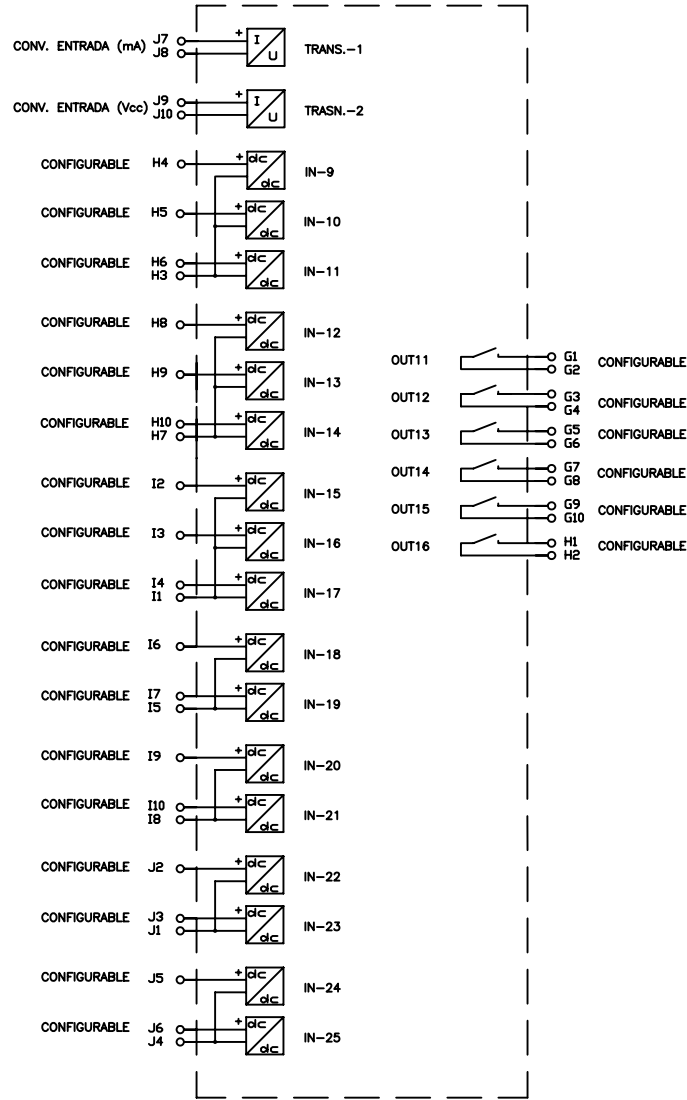 CONV. ENTRADA (mA) J7 + I TRANS.-1
J8 U
CONV. ENTRADA (Vcc) J9 + I TRASN.-2
J10 U
CONFIGURABLE H4 + dc IN-9
dc
CONFIGURABLE H5 + dc IN-10
dc
CONFIGURABLE H6 + dc IN-11
H3 dc
CONFIGURABLE H8 + dc IN-12
dc
CONFIGURABLE H9 + dc IN-13
dc
CONFIGURABLE H10 + dc IN-14
H7 dc
CONFIGURABLE I2 + dc IN-15
dc
CONFIGURABLE I3 + dc IN-16
dc
CONFIGURABLE I4 + dc IN-17
I1 dc
CONFIGURABLE I6 + dc IN-18
dc
CONFIGURABLE I7 + dc IN-19
I5 dc
CONFIGURABLE I9 + dc IN-20
dc
CONFIGURABLE I10 + dc IN-21
I8 dc
CONFIGURABLE J2 + dc IN-22
dc
CONFIGURABLE J3 + dc IN-23
J1 dc
CONFIGURABLE J5 + dc IN-24
dc
CONFIGURABLE J6 + dc IN-25
J4 dc
OUT11 G1 CONFIGURABLE
G2
OUT12 G3 CONFIGURABLE
G4
OUT13 G5 CONFIGURABLE
G6
OUT14 G7 CONFIGURABLE
G8
OUT15 G9 CONFIGURABLE
G10
OUT16 H1 CONFIGURABLE
H2